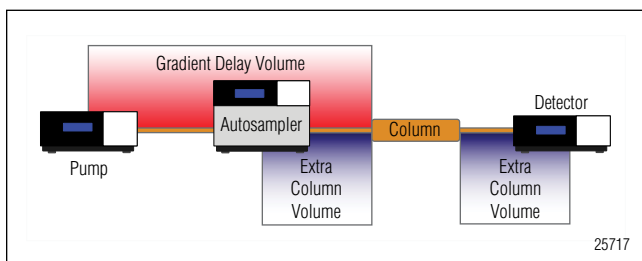 Gradient Delay Volume
Detector
Autosampler
Column
Pump
Extra
Column
Volume
Extra
Column
Volume
25717